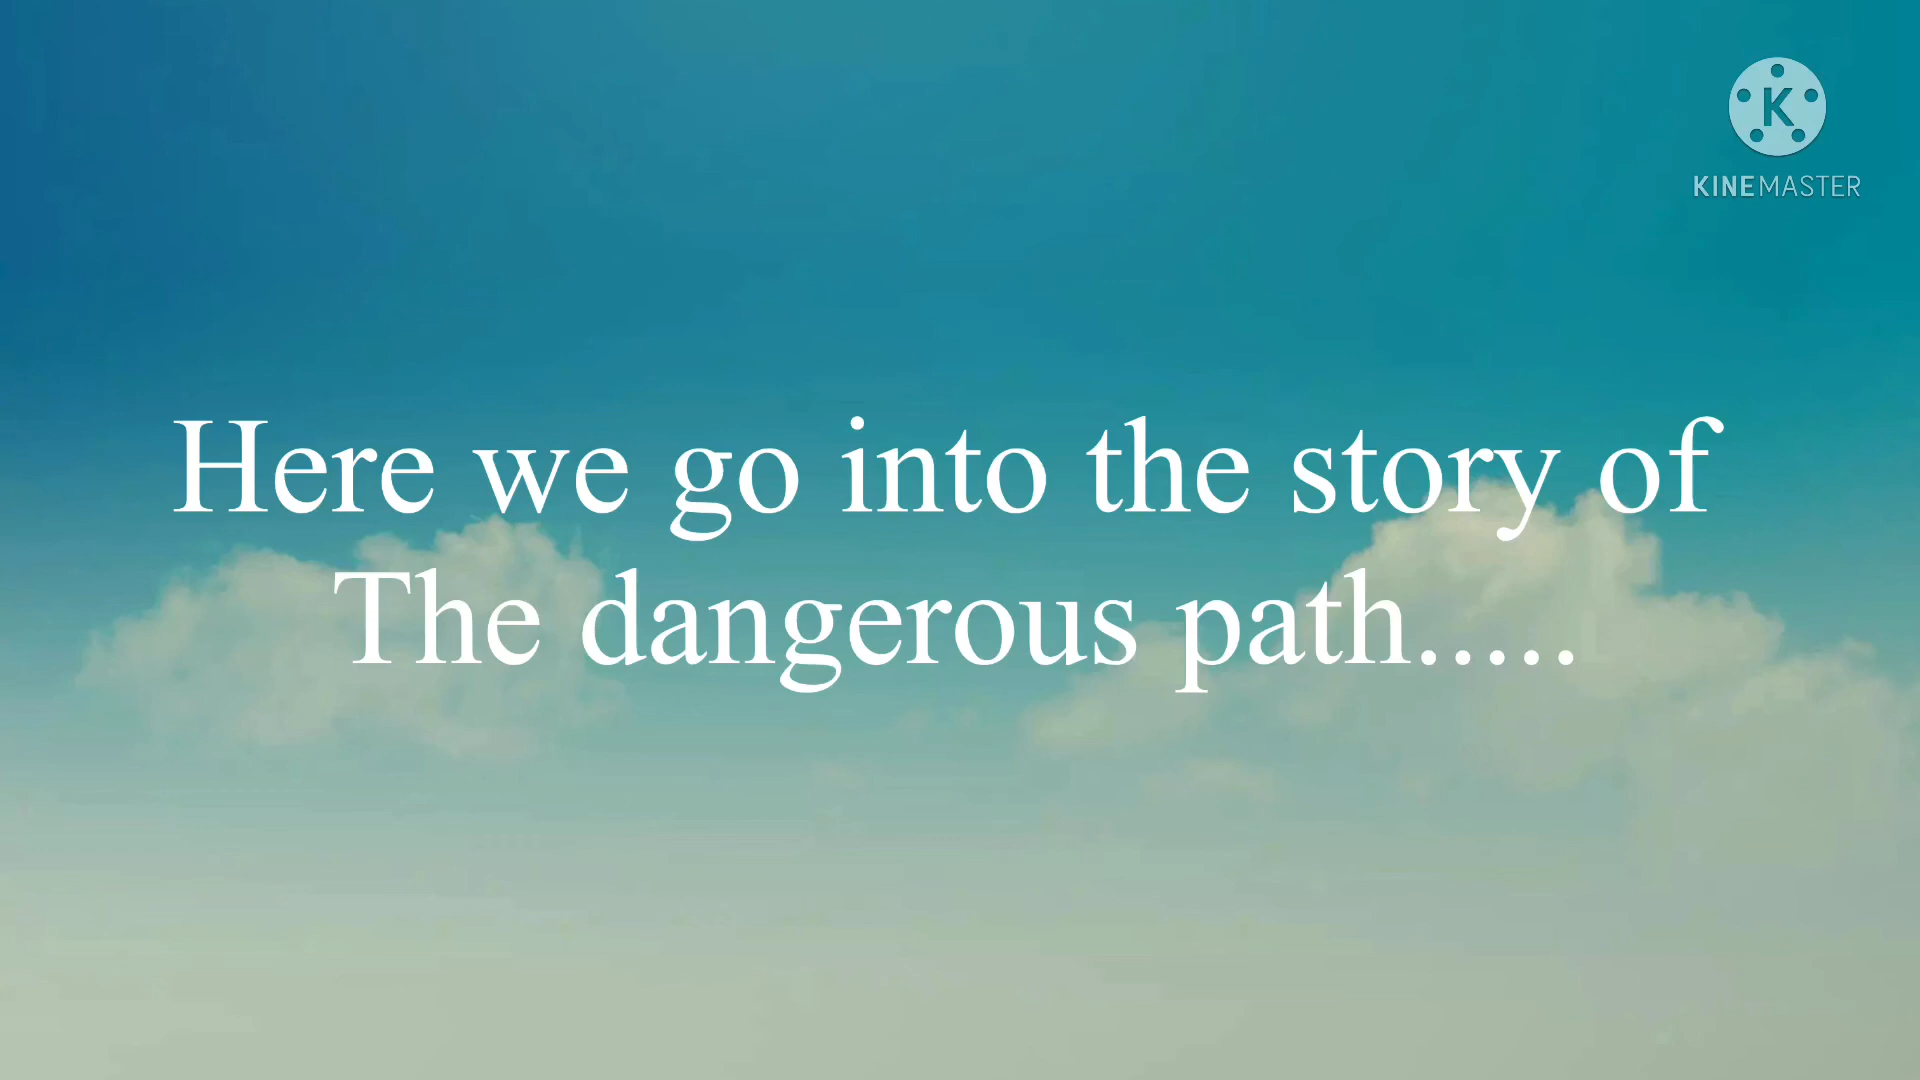 K
KINEMASTER
Here we go into the story of
The dangerous path.....